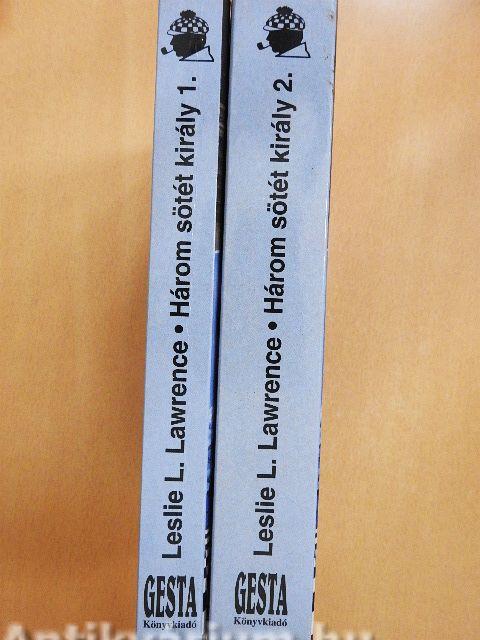 Leslie L. Lawrence • Három sötét király 1.
GESTA
Könyvkiadó
Leslie L. Lawrence • Három sötét király 2.
GESTA
Könyvkiadó